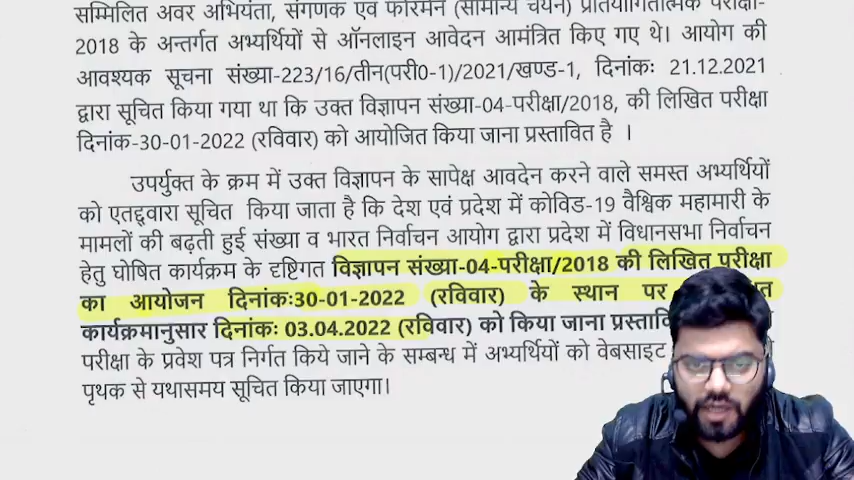 सम्मिलित अवर अभियंता, संगणक एवं फोरमैन (सामान्य चयन) प्रतियोगितात्मक परीक्षा-
2018 के अन्तर्गत अभ्यर्थियों से ऑनलाइन आवेदन आमंत्रित किए गए थे। आयोग की
आवश्यक सूचना संख्या-223/16/तीन(परी0-1)/2021/खण्ड-1, दिनांकः 21.12.2021
द्वारा सूचित किया गया था कि उक्त विज्ञापन संख्या-04-परीक्षा/2018, की लिखित परीक्षा
दिनांक-30-01-2022 (रविवार) को आयोजित किया जाना प्रस्तावित है ।
उपर्युक्त के क्रम में उक्त विज्ञापन के सापेक्ष आवदेन करने वाले समस्त अभ्यर्थियों
को एतद्द्वारा सूचित किया जाता है कि देश एवं प्रदेश में कोविड-19 वैश्विक महामारी के
मामलों की बढ़ती हुई संख्या व भारत निर्वाचन आयोग द्वारा प्रदेश में विधानसभा निर्वाचन
हेतु घोषित कार्यक्रम के दृष्टिगत विज्ञापन संख्या-04-परीक्षा/2018 की लिखित परीक्षा
का आयोजन दिनांकः30-01-2022 (रविवार) के स्थान पर
कार्यक्रमानुसार दिनांकः 03.04.2022 (रविवार) को किया जाना
परीक्षा के प्रवेश पत्र निर्गत किये जाने के सम्बन्ध में अभ्यर्थियों को वेबसाइट
पृथक से यथासमय सूचित किया जाएगा।